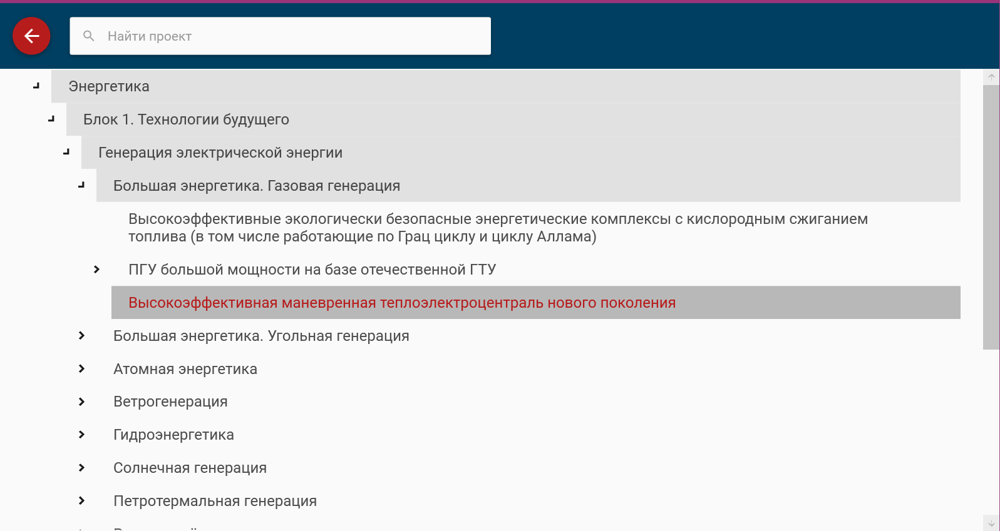 Найти проект
Энергетика
Блок 1. Технологии будущего
Генерация электрической энергии
Большая энергетика. Газовая генерация
Высокоэффективные экологически безопасные энергетические комплексы с кислородным сжиганием
топлива (в том числе работающие по Грац циклу и циклу Аллама)
ПГУ большой мощности на базе отечественной ГТУ
Высокоэффективная маневренная теплоэлектроцентраль нового поколения
Большая энергетика. Угольная генерация
Атомная энергетика
Ветрогенерация
Гидроэнергетика
Солнечная генерация
Петротермальная генерация